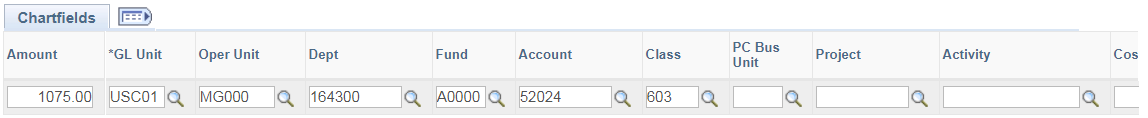 Chartfields
Amount *GL Unit Oper Unit Dept Fund Account Class PC Bus Unit Project Activity Cos
1075.00 USC01 MG000 164300 A0000 52024 603